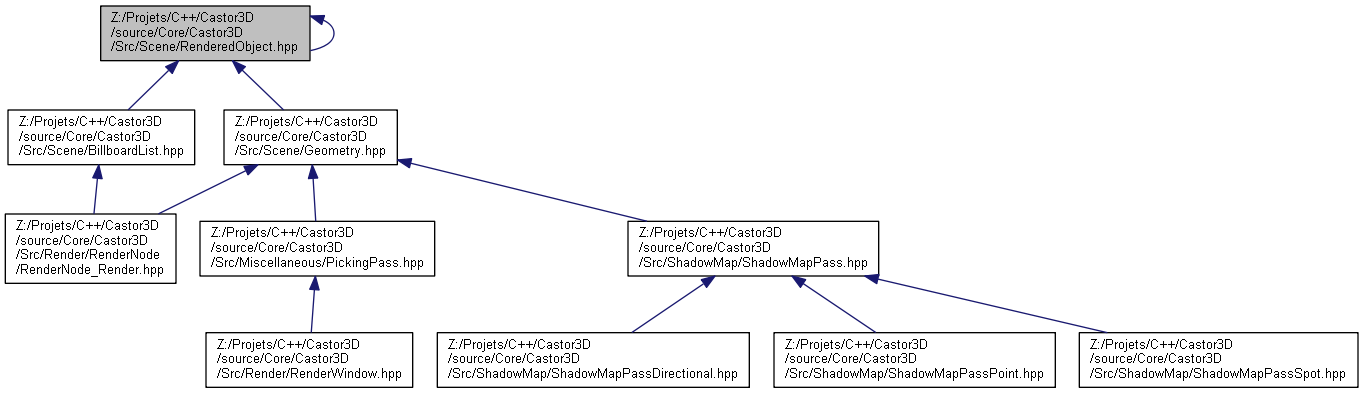 Z:/Projets/C++/Castor3D
/source/Core/Castor3D
/Src/Scene/RenderedObject.hpp
Z:/Projets/C++/Castor3D
/source/Core/Castor3D
/Src/Scene/BillboardList.hpp
Z:/Projets/C++/Castor3D
/source/Core/Castor3D
/Src/Scene/Geometry.hpp
Z:/Projets/C++/Castor3D
/source/Core/Castor3D
/Src/Render/RenderNode
/RenderNode_Render.hpp
Z:/Projets/C++/Castor3D
/source/Core/Castor3D
/Src/Miscellaneous/PickingPass.hpp
Z:/Projets/C++/Castor3D
/source/Core/Castor3D
/Src/ShadowMap/ShadowMapPass.hpp
Z:/Projets/C++/Castor3D
/source/Core/Castor3D
/Src/Render/RenderWindow.hpp
Z:/Projets/C++/Castor3D
/source/Core/Castor3D
/Src/ShadowMap/ShadowMapPassDirectional.hpp
Z:/Projets/C++/Castor3D
/source/Core/Castor3D
/Src/ShadowMap/ShadowMapPassPoint.hpp
Z:/Projets/C++/Castor3D
/source/Core/Castor3D
/Src/ShadowMap/ShadowMapPassSpot.hpp